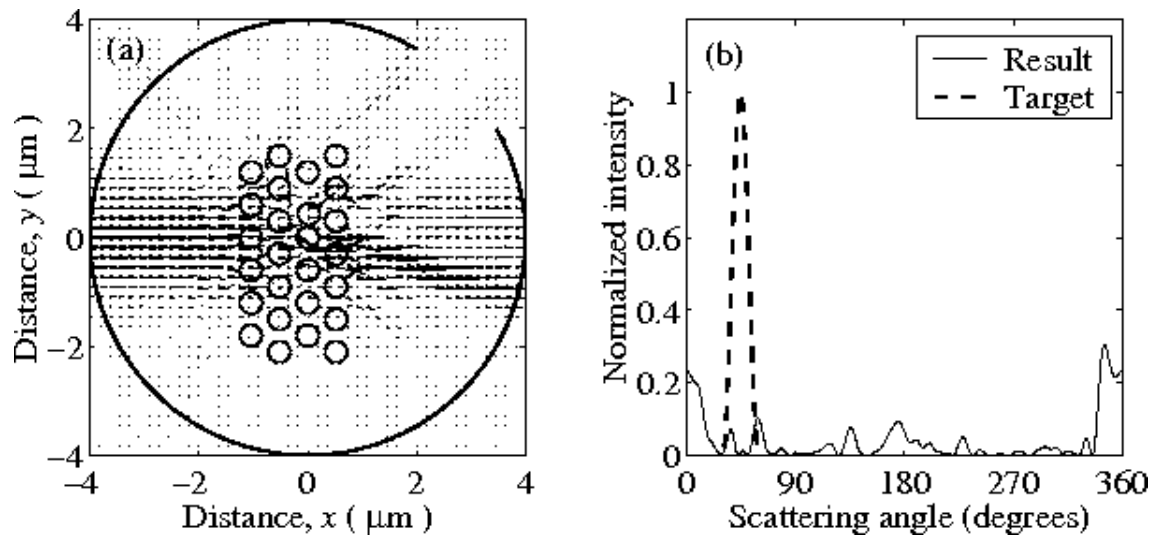 (a)
4
2
0
−2
−4
Distance, y ( μm )
−4 −2 0 2 4
Distance, x ( μm )
(b)
Result
Target
1
0.8
0.6
0.4
0.2
0
Normalized intensity
0 90 180 270 360
Scattering angle (degrees)